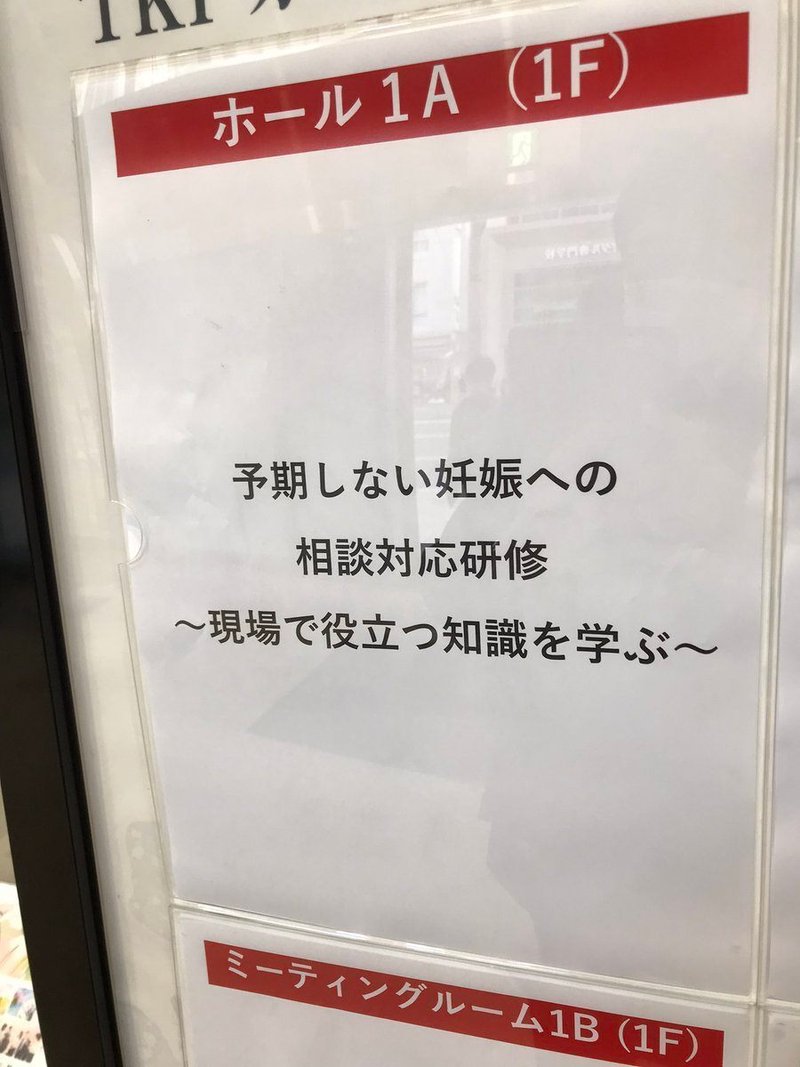 TKP
ホール1A （1F）
予期しない妊娠への
相談対応研修
〜現場で役立つ知識を学ぶ〜
ミーティングルーム1B (1F)